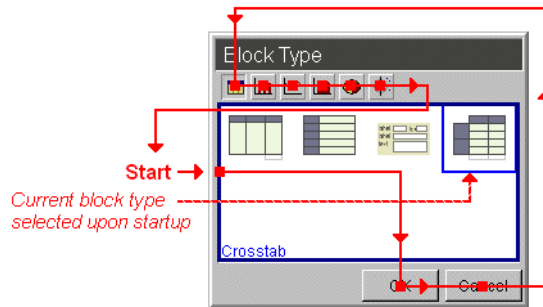 Block Type
Start
Current block type
selected upon startup
Crosstab
OK
Cancel